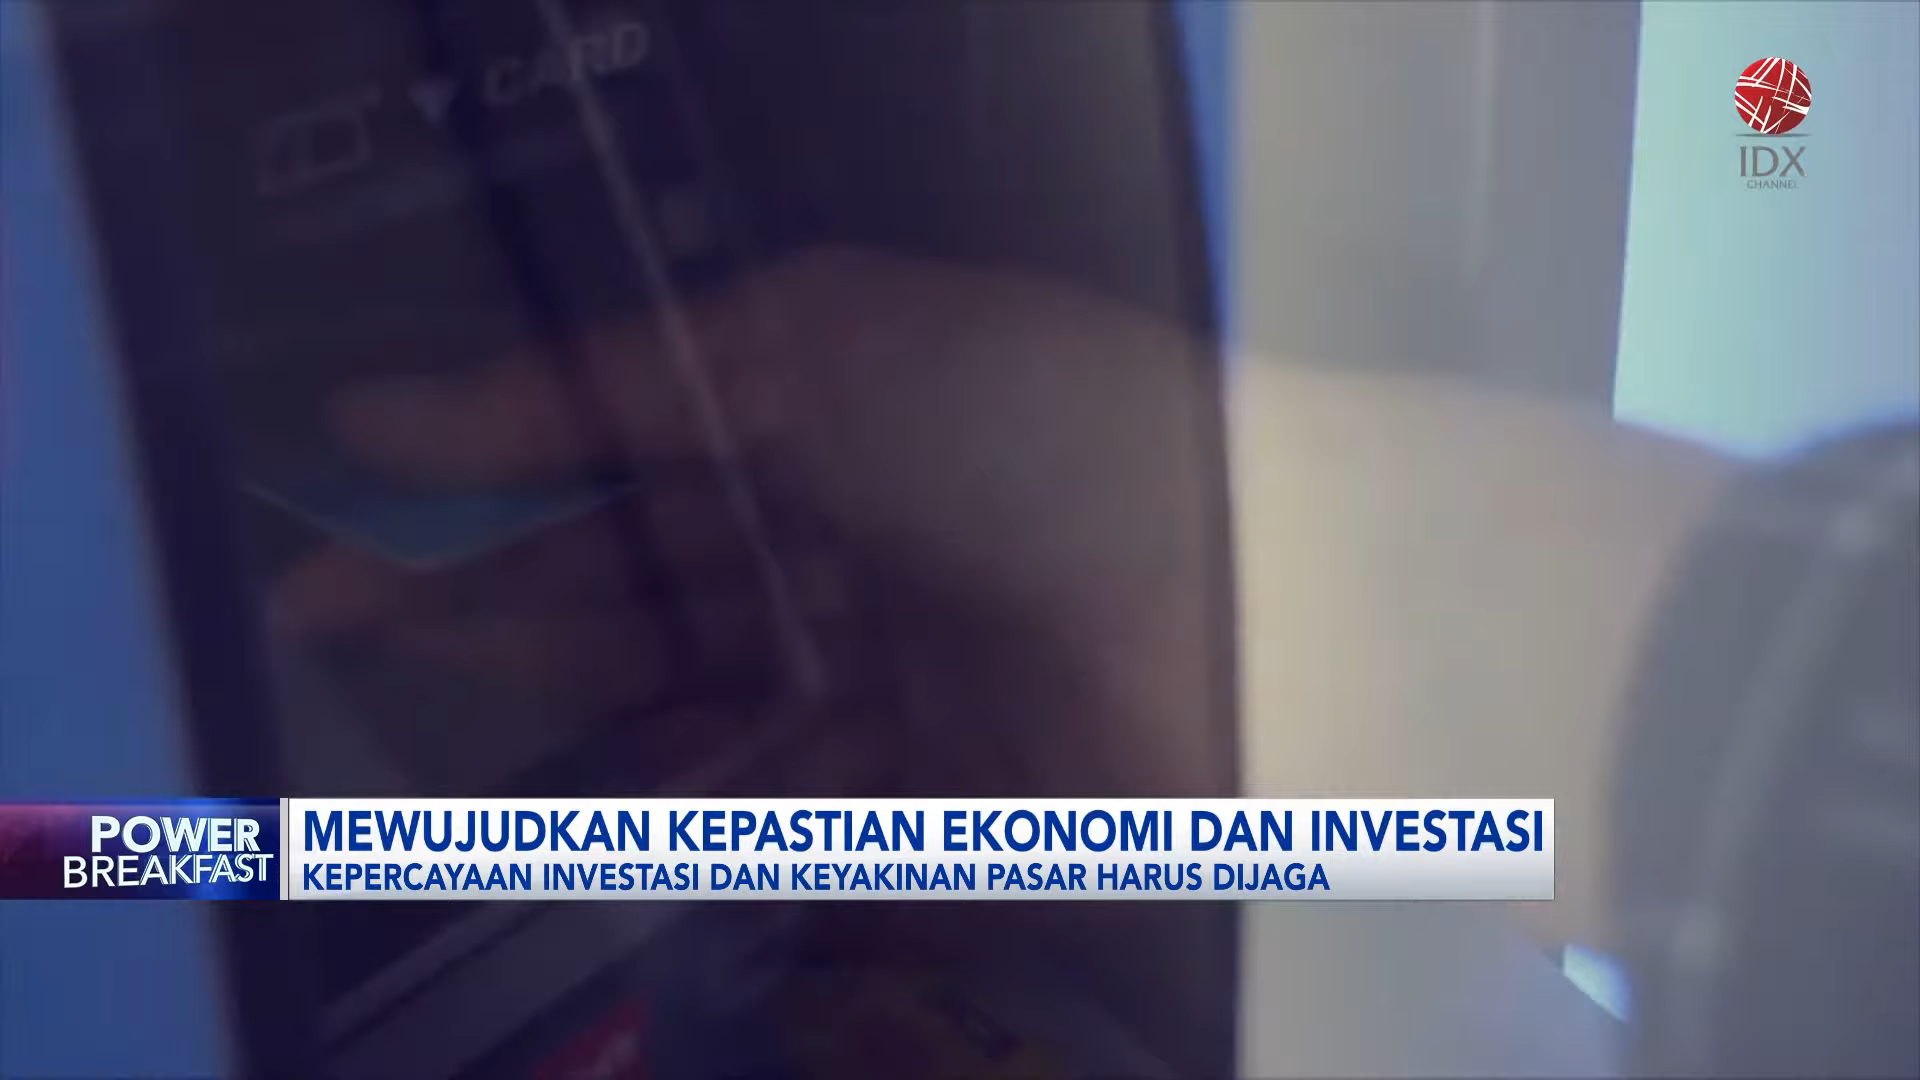 CARD
IDX
CHANNEL
POWER
BREAKFAST
MEWUJUDKAN KEPASTIAN EKONOMI DAN INVESTASI
KEPERCAYAAN INVESTASI DAN KEYAKINAN PASAR HARUS DIJAGA